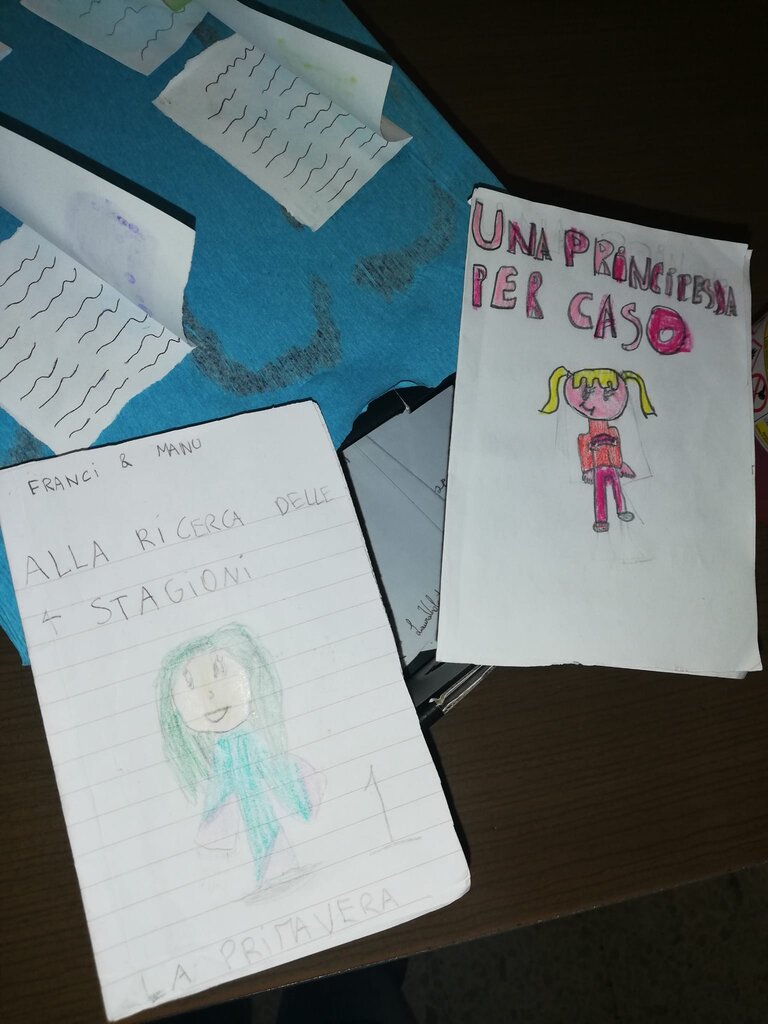 FRANCI & MANU
ALLA RICERCA DELLE
4 STAGIONI
1
LA PRIMAVERA
UNA PRINCIPESSA
PER CASO